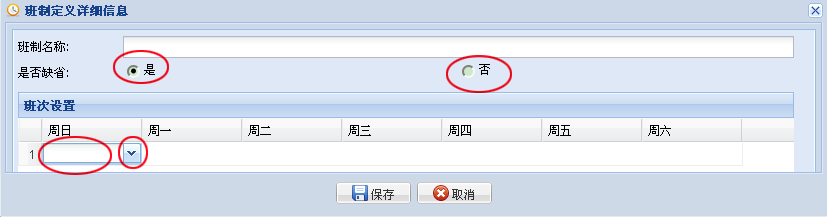 班制定义详细信息
班制名称:
是否缺省: 是 否
班次设置
周日 周一 周二 周三 周四 周五 周六
1
保存 取消